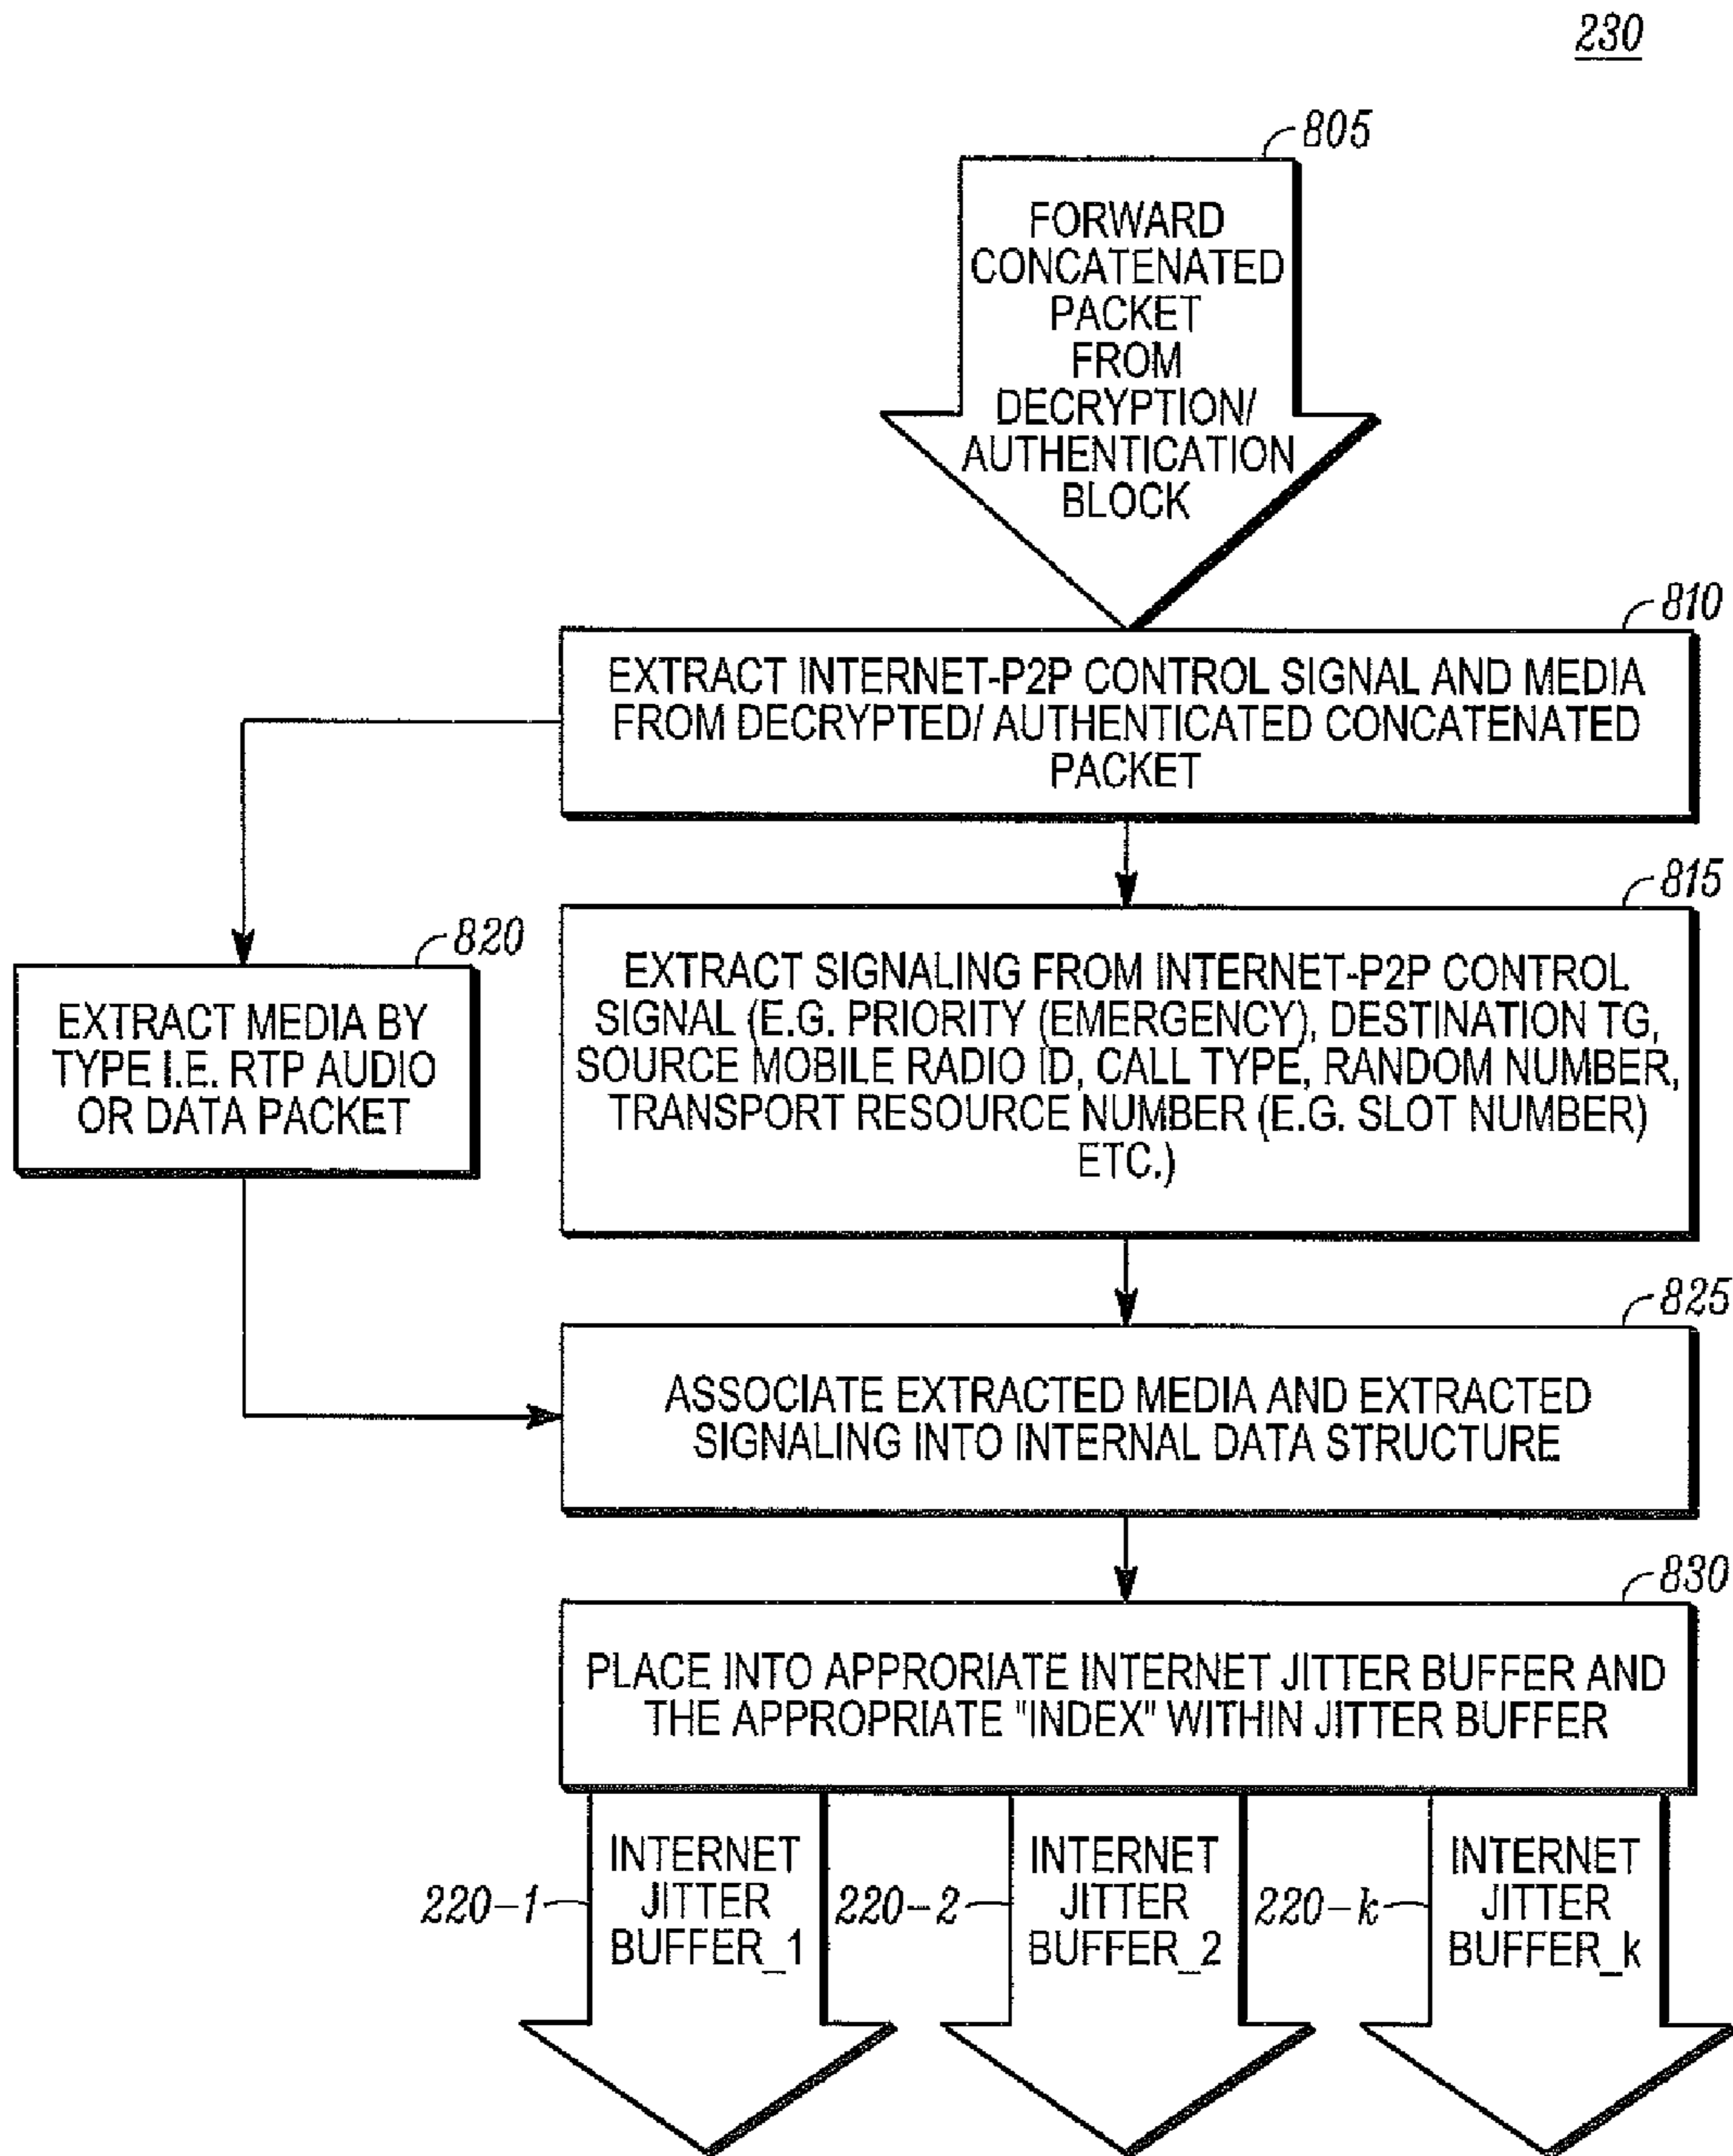 230
805
FORWARD
CONCATENATED
PACKET
FROM
DECRYPTION/
AUTHENTICATION
BLOCK
810
EXTRACT INTERNET-P2P CONTROL SIGNAL AND MEDIA
FROM DECRYPTED/ AUTHENTICATED CONCATENATED
PACKET
815
EXTRACT SIGNALING FROM INTERNET-P2P CONTROL
SIGNAL (E.G. PRIORITY (EMERGENCY), DESTINATION TG,
SOURCE MOBILE RADIO ID, CALL TYPE, RANDOM NUMBER,
TRANSPORT RESOURCE NUMBER (E.G. SLOT NUMBER)
ETC.)
820
EXTRACT MEDIA BY
TYPE I.E. RTP AUDIO
OR DATA PACKET
825
ASSOCIATE EXTRACTED MEDIA AND EXTRACTED
SIGNALING INTO INTERNAL DATA STRUCTURE
830
PLACE INTO APPRORIATE INTERNET JITTER BUFFER AND
THE APPROPRIATE "INDEX" WITHIN JITTER BUFFER
220-1
INTERNET
JITTER
BUFFER_1
220-2
INTERNET
JITTER
BUFFER_2
220-k
INTERNET
JITTER
BUFFER_k